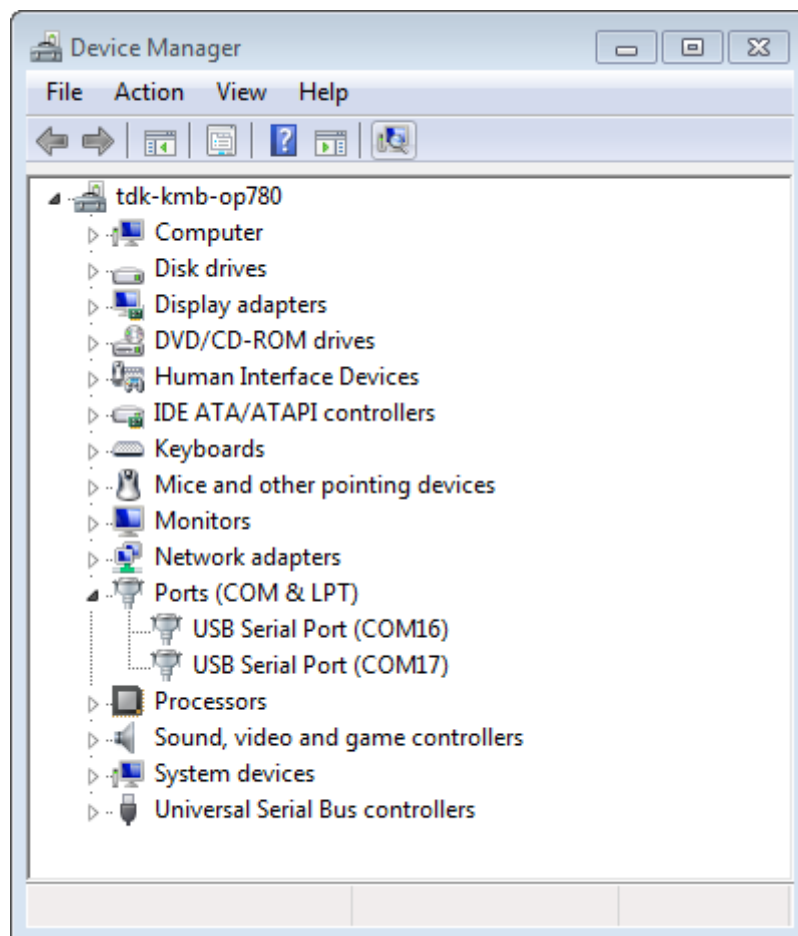 Device Manager
File Action View Help
tdk-kmb-op780
Computer
Disk drives
Display adapters
DVD/CD-ROM drives
Human Interface Devices
IDE ATA/ATAPI controllers
Keyboards
Mice and other pointing devices
Monitors
Network adapters
Ports (COM & LPT)
USB Serial Port (COM16)
USB Serial Port (COM17)
Processors
Sound, video and game controllers
System devices
Universal Serial Bus controllers